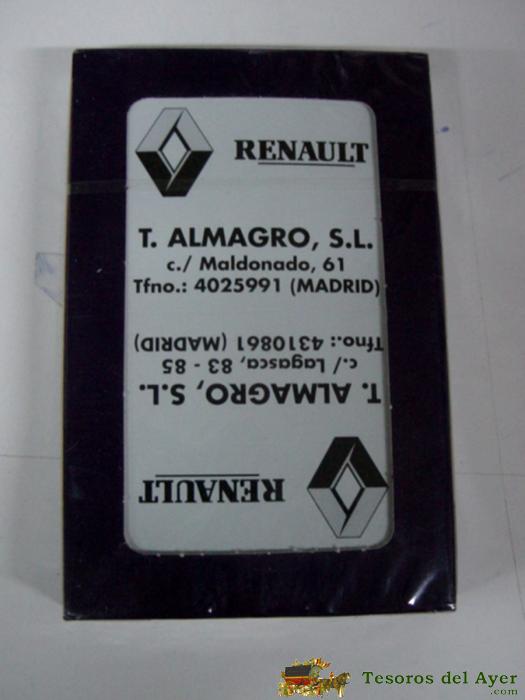 RENAULT
T. ALMAGRO, S.L.
c./ Maldonado, 61
Tfno.: 4025991 (MADRID)
Tfno.: 4310861 (MADRID)
c./ Lagasca, 83 - 85
T. ALMAGRO, S.L.
RENAULT
Tesoros del Ayer
.com